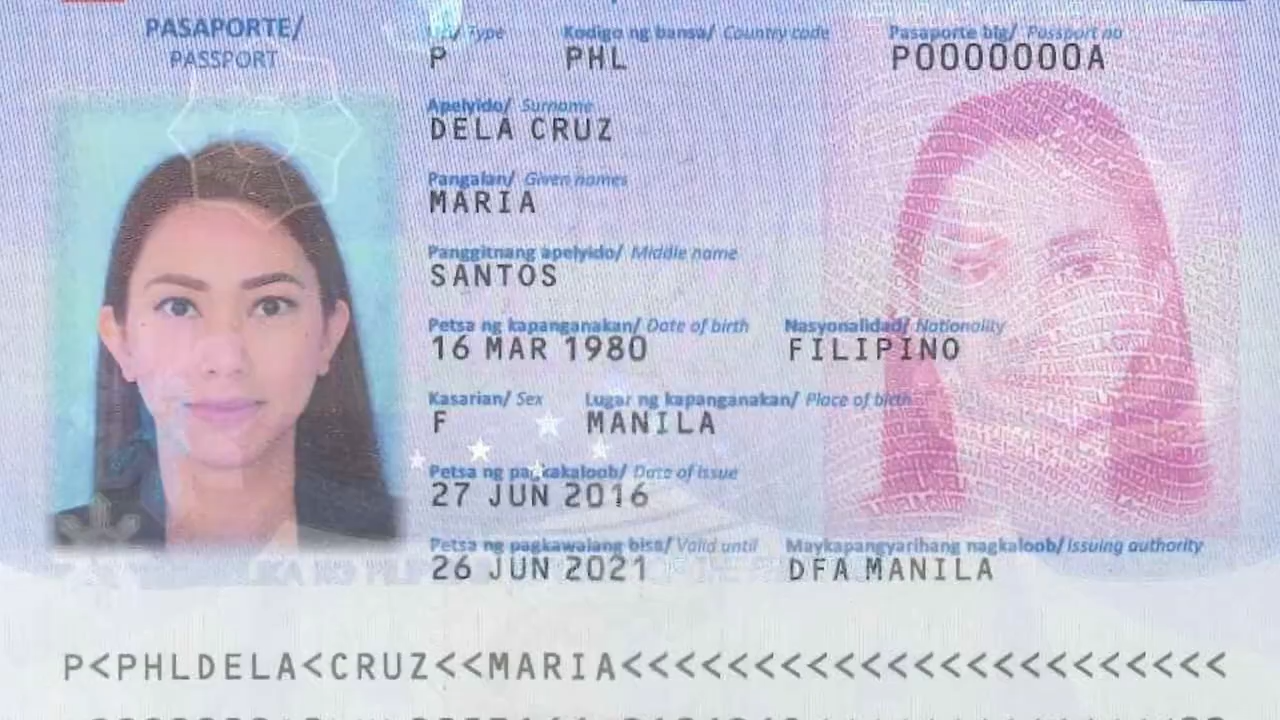 PASAPORTE/
PASSPORT
Uri/ Type Kodigo ng bansa/ Country code Pasaporte blg/ Passport no
P PHL P0000000A
Apelyido/ Surname
DELA CRUZ
Pangalan/ Given names
MARIA
Panggitnang apelyido/ Middle name
SANTOS
Petsa ng kapanganakan/ Date of birth Nasyonalidad/ Nationality
16 MAR 1980 FILIPINO
Kasarian/ Sex Lugar ng kapanganakan/ Place of birth
F MANILA
Petsa ng pagkakaloob/ Date of issue
27 JUN 2016
Petsa ng pagkawalang bisa/ Valid until Maykapangyarihang nagkaloob/ Issuing authority
26 JUN 2021 DFA MANILA
P<PHLDELA<CRUZ<<MARIA<<<<<<<<<<<<<<<<<<<<<<<